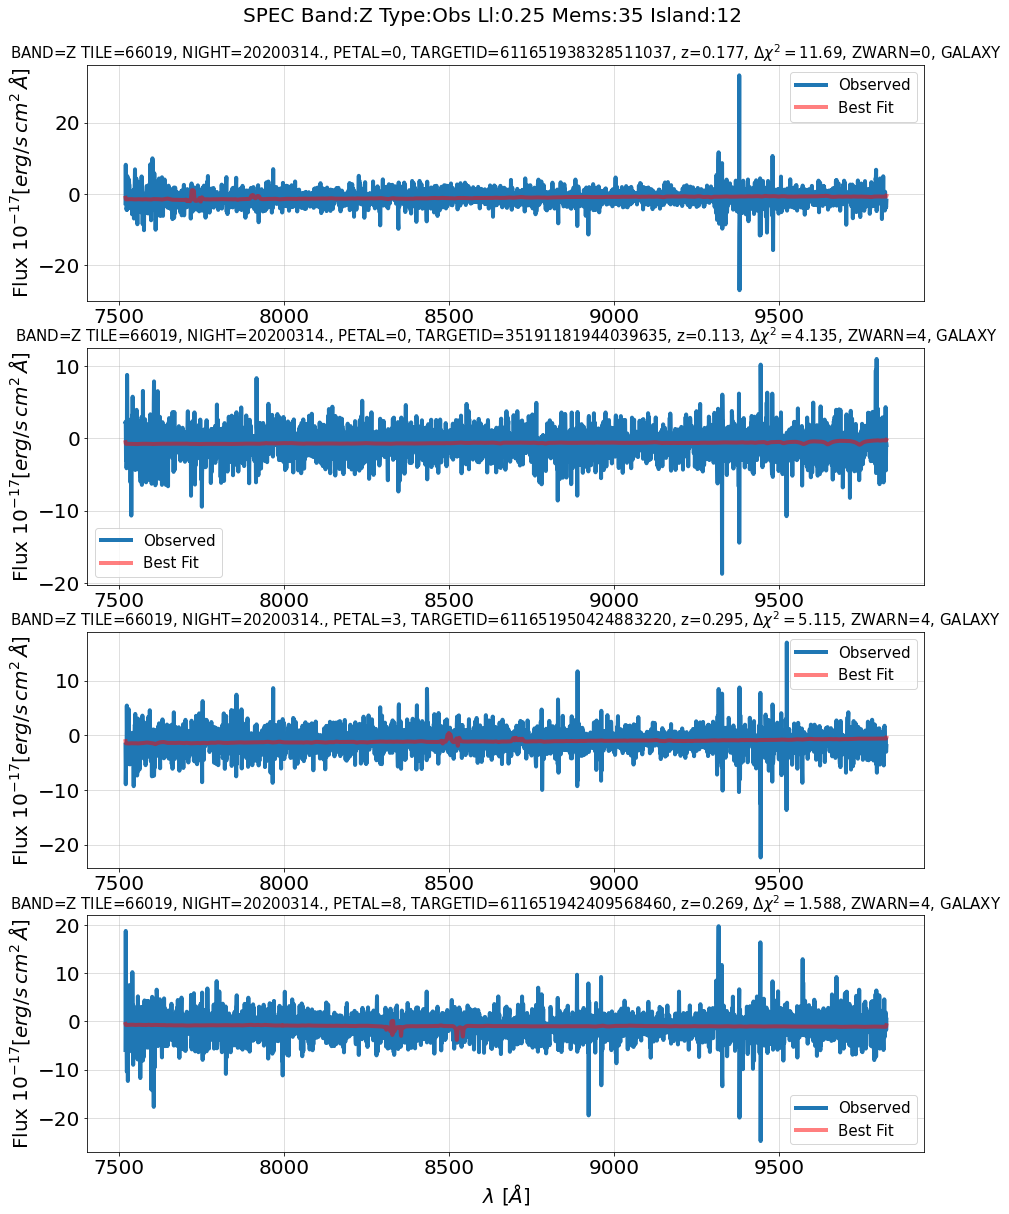 SPEC Band:Z Type:Obs Ll:0.25 Mems:35 Island:12
BAND=Z TILE=66019, NIGHT=20200314., PETAL=0, TARGETID=616519383285110​37, z=0.177, Δχ² = 11.69, ZWARN=0, GALAXY
Flux 10⁻¹⁷[erg/s cm² Å]
20
0
−20
Observed
Best Fit
7500 8000 8500 9000 9500
BAND=Z TILE=66019, NIGHT=20200314., PETAL=0, TARGETID=35191181944039635, z=0.113, Δχ² = 4.135, ZWARN=4, GALAXY
Flux 10⁻¹⁷[erg/s cm² Å]
10
0
−10
−20
Observed
Best Fit
7500 8000 8500 9000 9500
BAND=Z TILE=66019, NIGHT=20200314., PETAL=3, TARGETID=616519504248832​20, z=0.295, Δχ² = 5.115, ZWARN=4, GALAXY
Flux 10⁻¹⁷[erg/s cm² Å]
10
0
−10
−20
Observed
Best Fit
7500 8000 8500 9000 9500
BAND=Z TILE=66019, NIGHT=20200314., PETAL=8, TARGETID=616519424095684​60, z=0.269, Δχ² = 1.588, ZWARN=4, GALAXY
Flux 10⁻¹⁷[erg/s cm² Å]
20
10
0
−10
−20
Observed
Best Fit
7500 8000 8500 9000 9500
λ [Å]